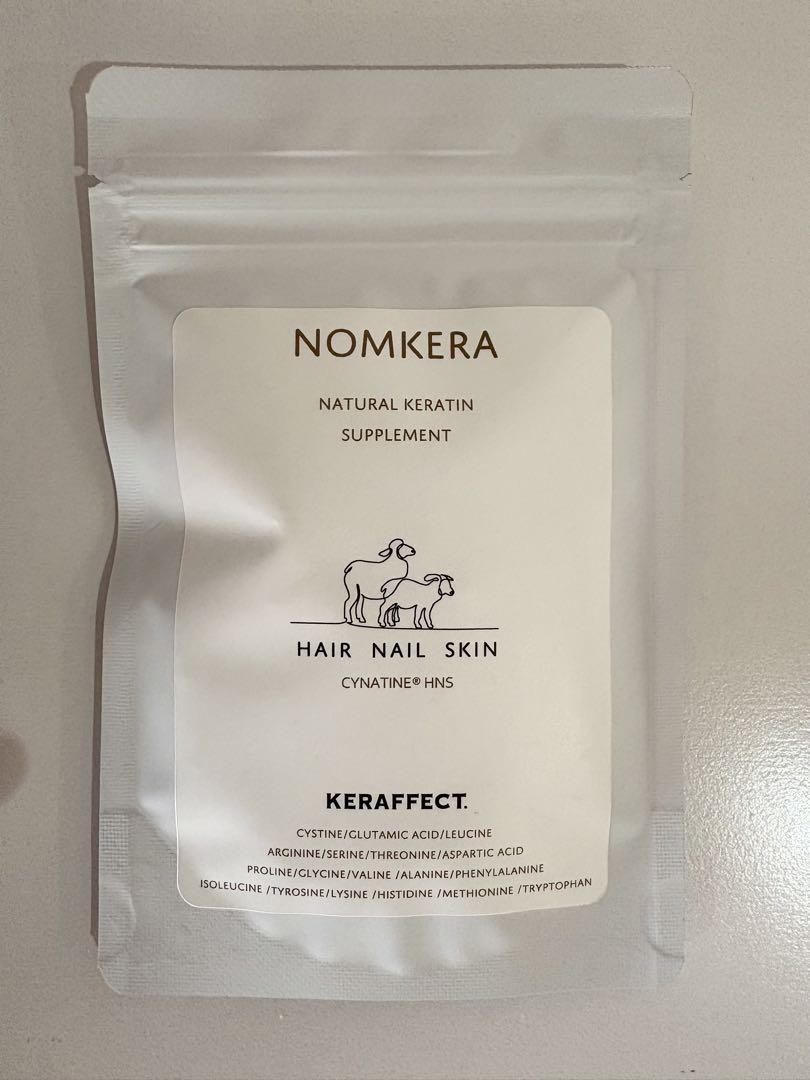 NOMKERA
NATURAL KERATIN
SUPPLEMENT
HAIR NAIL SKIN
CYNATINE® HNS
KERAFFECT.
CYSTINE/GLUTAMIC ACID/LEUCINE
ARGININE/SERINE/THREONINE/ASPARTIC ACID
PROLINE/GLYCINE/VALINE /ALANINE/PHENYLALANINE
ISOLEUCINE /TYROSINE/LYSINE /HISTIDINE /METHIONINE /TRYPTOPHAN